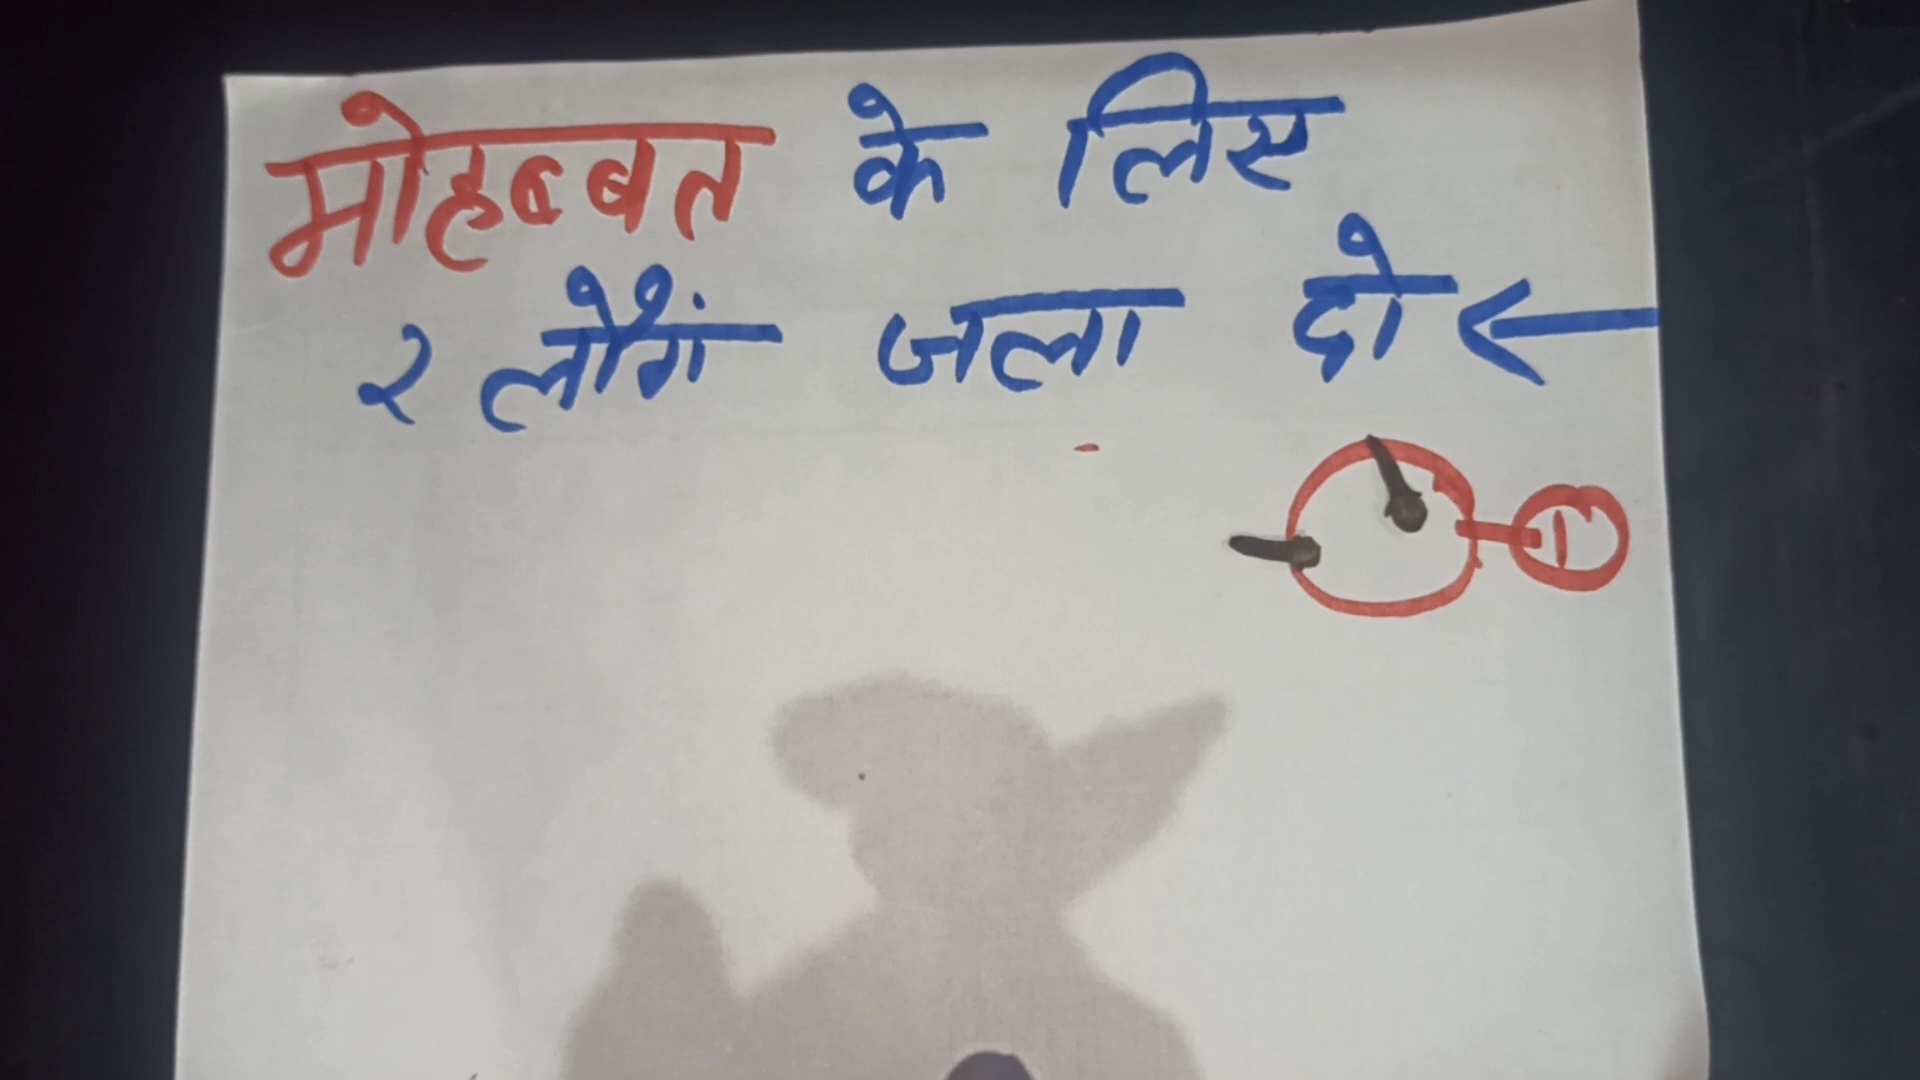 मोहब्बत के लिए
२ लौंगं जला दो
1